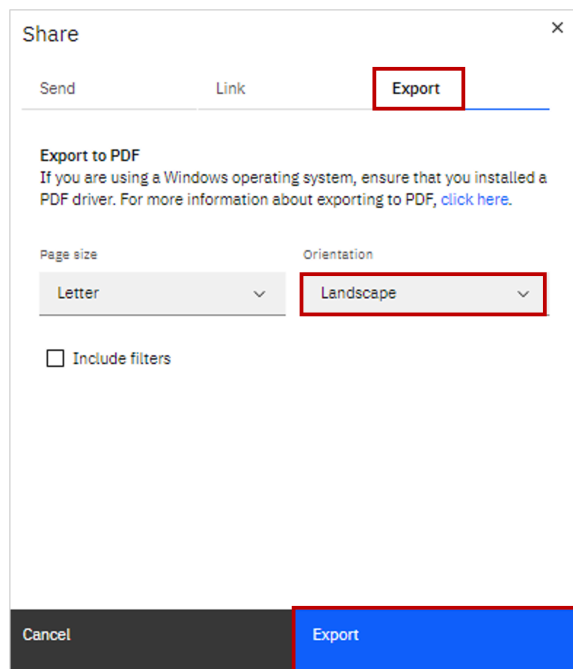 Share
Send
Link
Export
Export to PDF
If you are using a Windows operating system, ensure that you installed a
PDF driver. For more information about exporting to PDF, click here.
Page size
Orientation
Letter
Landscape
Include filters
Cancel
Export